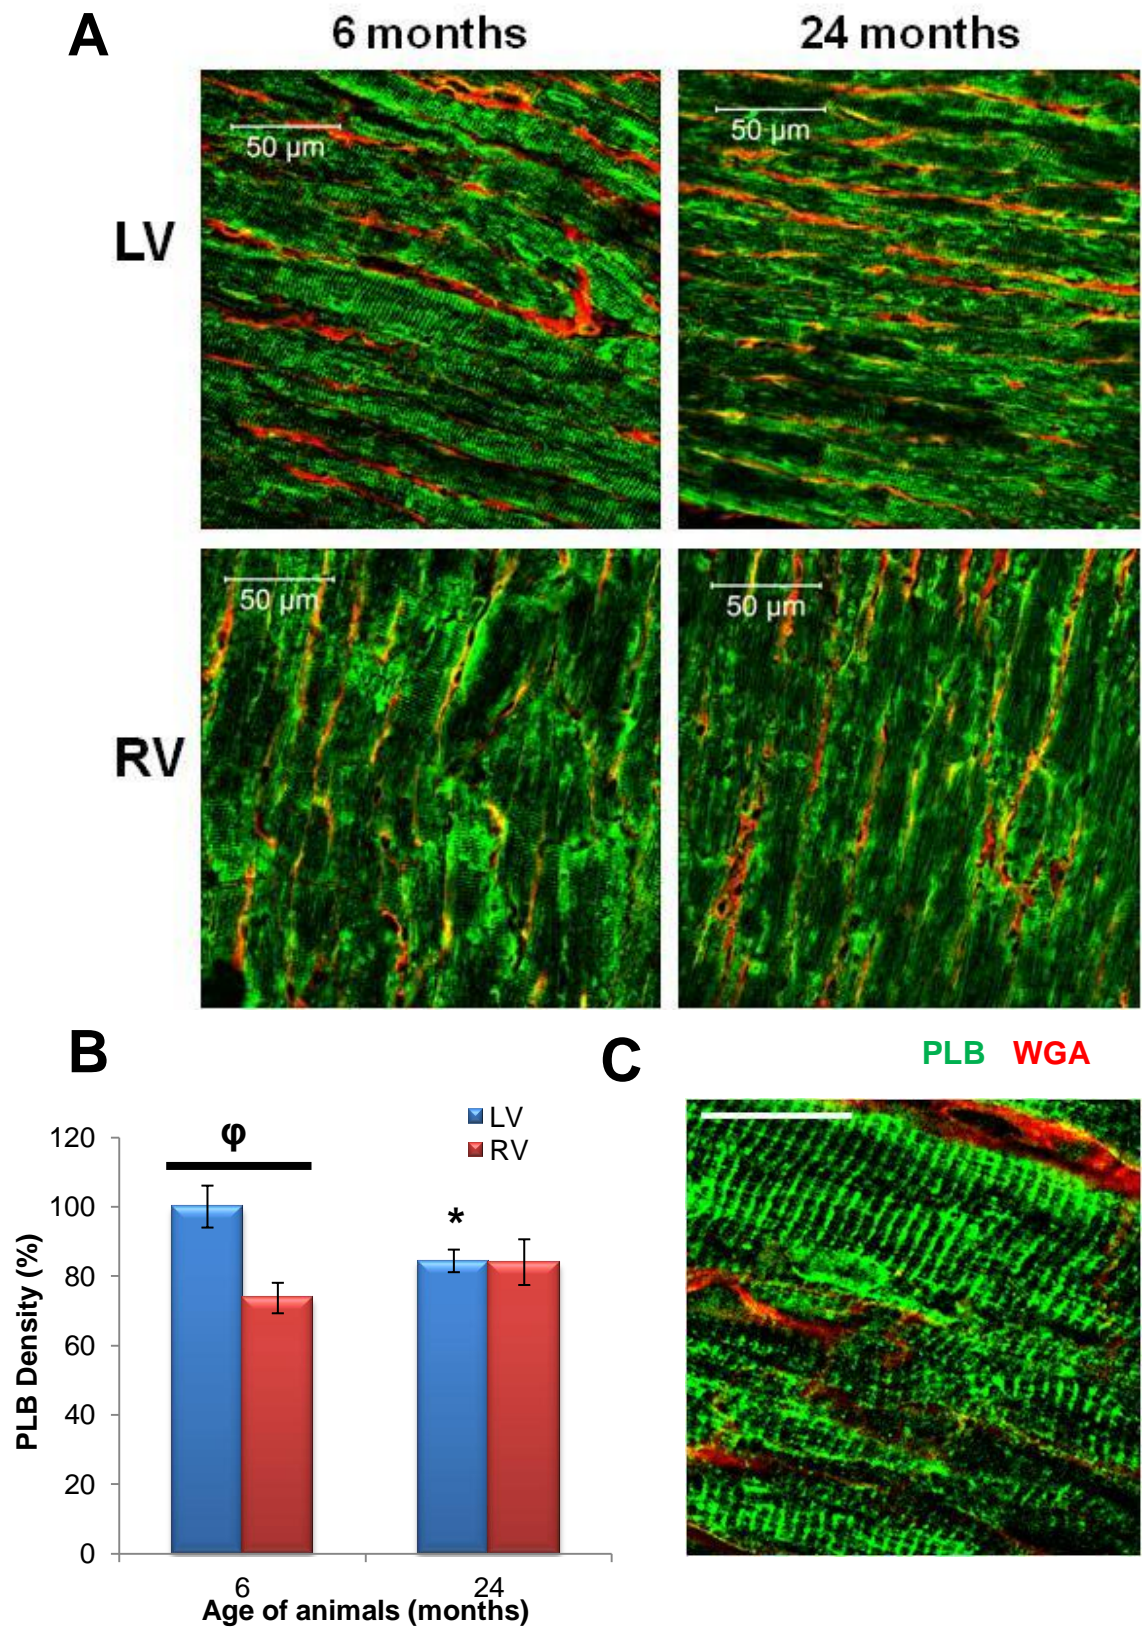 A
6 months
24 months
LV
50 µm
50 µm
RV
50 µm
50 µm
B
C
PLB WGA
LV
RV
φ
*
120
100
80
60
40
20
0
PLB Density (%)
6
24
Age of animals (months)